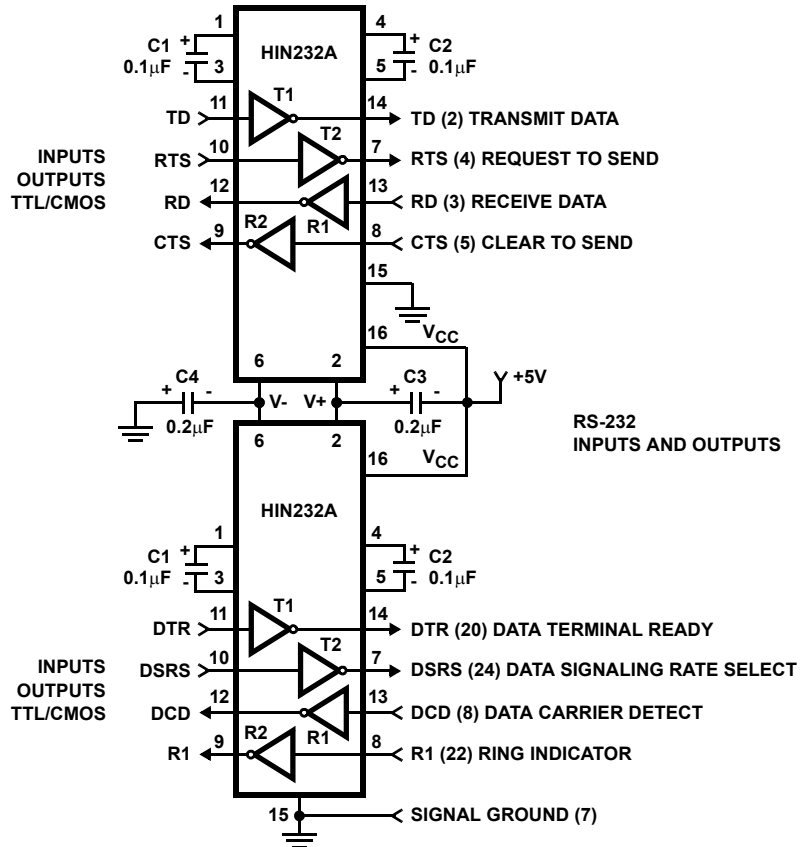 1 4
C1 + HIN232A + C2
0.1μF - 3 5 - 0.1μF
T1
TD 11 14 TD (2) TRANSMIT DATA
T2
INPUTS
OUTPUTS
TTL/CMOS
RTS 10 7 RTS (4) REQUEST TO SEND
RD 12 13 RD (3) RECEIVE DATA
R2 R1
CTS 9 8 CTS (5) CLEAR TO SEND
15
16 VCC
6 2
C4 C3 +5V
+ - V- V+ + -
0.2μF 0.2μF
RS-232
INPUTS AND OUTPUTS
6 2
16 VCC
HIN232A
1 4
C1 + + C2
0.1μF - 3 5 - 0.1μF
T1
DTR 11 14 DTR (20) DATA TERMINAL READY
T2
INPUTS
OUTPUTS
TTL/CMOS
DSRS 10 7 DSRS (24) DATA SIGNALING RATE SELECT
DCD 12 13 DCD (8) DATA CARRIER DETECT
R2 R1
R1 9 8 R1 (22) RING INDICATOR
15 SIGNAL GROUND (7)